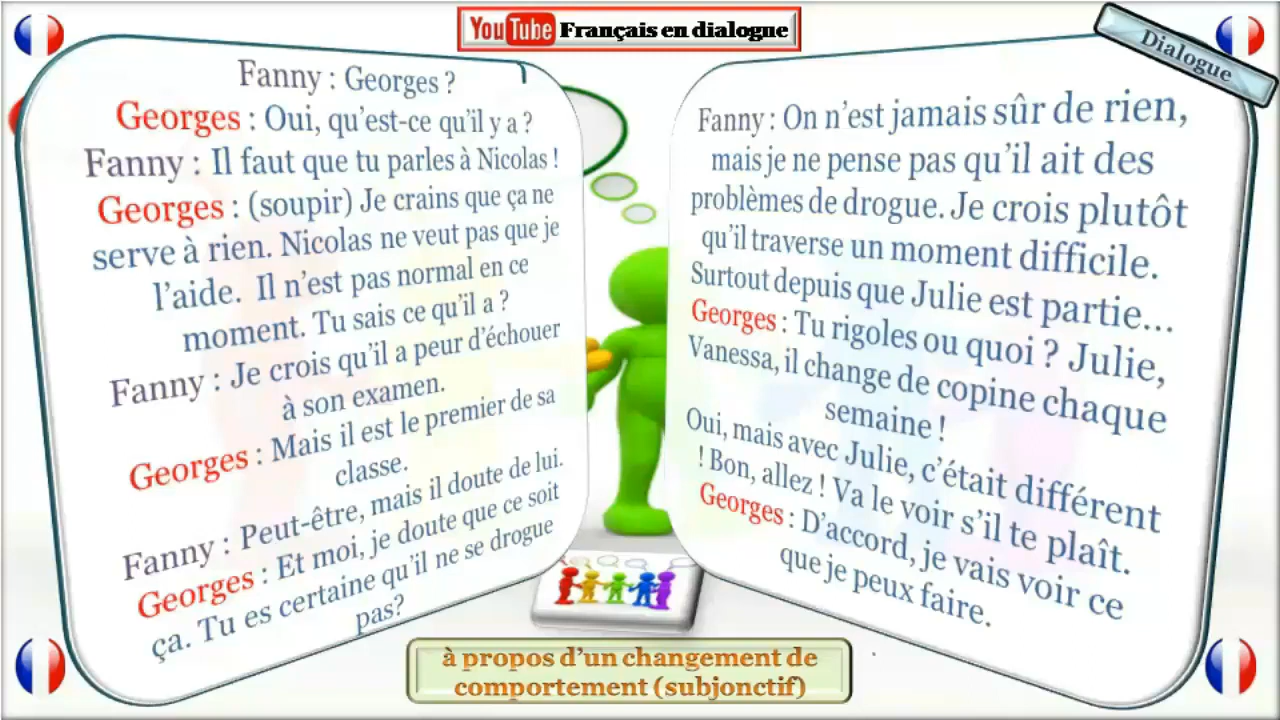 YouTube Français en dialogue
Dialogue
Fanny : Georges ?
Georges : Oui, qu'est-ce qu'il y a ?
Fanny : Il faut que tu parles à Nicolas !
Georges : (soupir) Je crains que ça ne
serve à rien. Nicolas ne veut pas que je
l'aide. Il n'est pas normal en ce
moment. Tu sais ce qu'il a ?
Fanny : Je crois qu'il a peur d'échouer
à son examen.
Georges : Mais il est le premier de sa
classe.
Fanny : Peut-être, mais il doute de lui.
Georges : Et moi, je doute que ce soit
ça. Tu es certaine qu'il ne se drogue
pas?
Fanny : On n'est jamais sûr de rien,
mais je ne pense pas qu'il ait des
problèmes de drogue. Je crois plutôt
qu'il traverse un moment difficile.
Surtout depuis que Julie est partie…
Georges : Tu rigoles ou quoi ? Julie,
Vanessa, il change de copine chaque
semaine !
Oui, mais avec Julie, c'était différent
! Bon, allez ! Va le voir s'il te plaît.
Georges : D'accord, je vais voir ce
que je peux faire.
à propos d'un changement de
comportement (subjonctif)